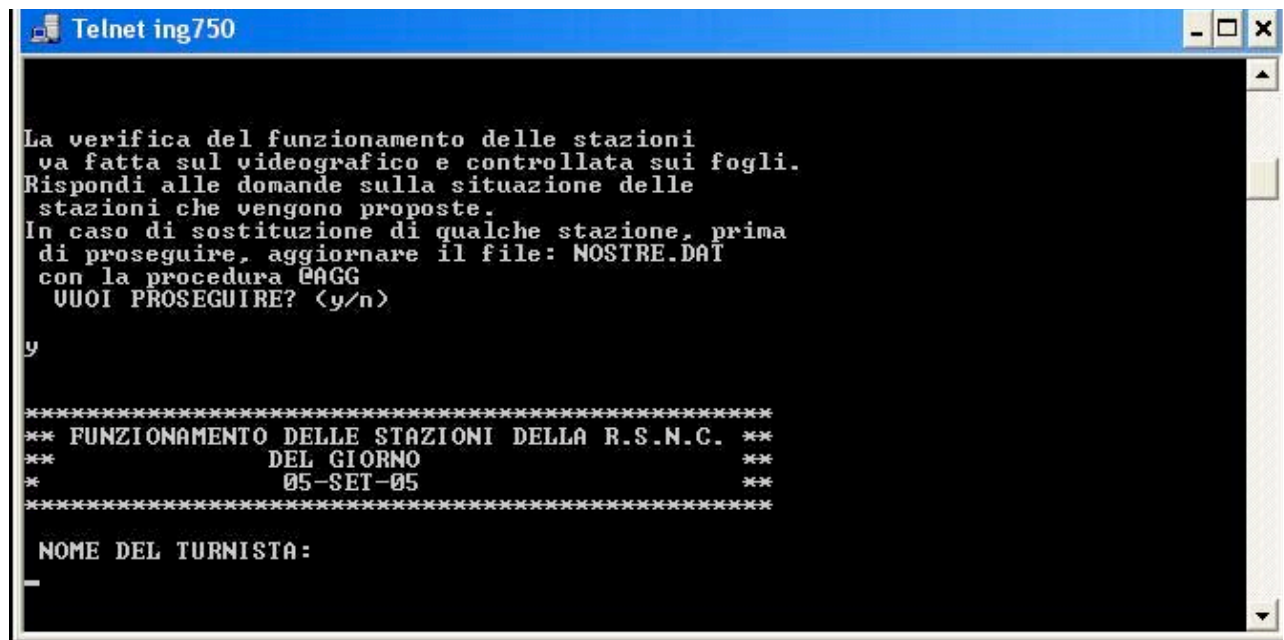 Telnet ing750
La verifica del funzionamento delle stazioni
va fatta sul videografico e controllata sui fogli.
Rispondi alle domande sulla situazione delle
stazioni che vengono proposte.
In caso di sostituzione di qualche stazione, prima
di proseguire, aggiornare il file: NOSTRE.DAT
con la procedura @AGG
VUOI PROSEGUIRE? (y/n)
y
*************************************************
** FUNZIONAMENTO DELLE STAZIONI DELLA R.S.N.C. **
** DEL GIORNO **
* 05-SET-05 **
*************************************************
NOME DEL TURNISTA:
_